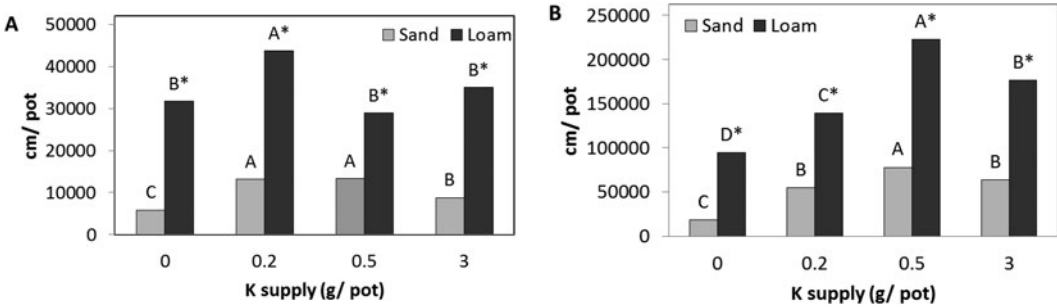 A
50000
40000
30000
20000
10000
0
cm/ pot
Sand Loam
C B* A A* A B* B B*
0 0.2 0.5 3
K supply (g/ pot)
B
250000
200000
150000
100000
50000
0
cm/ pot
Sand Loam
C D* B C* A A* B B*
0 0.2 0.5 3
K supply (g/ pot)